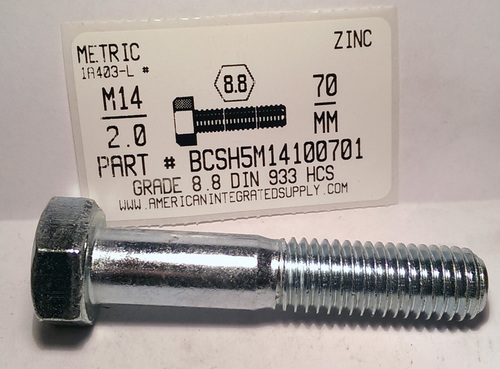 METRIC ZINC
1A403-L #
8.8
M14 70
2.0 MM
PART # BCSH5M14100701
GRADE 8.8 DIN 933 HCS
WWW.AMERICANINTEGRATEDSUPPLY.COM